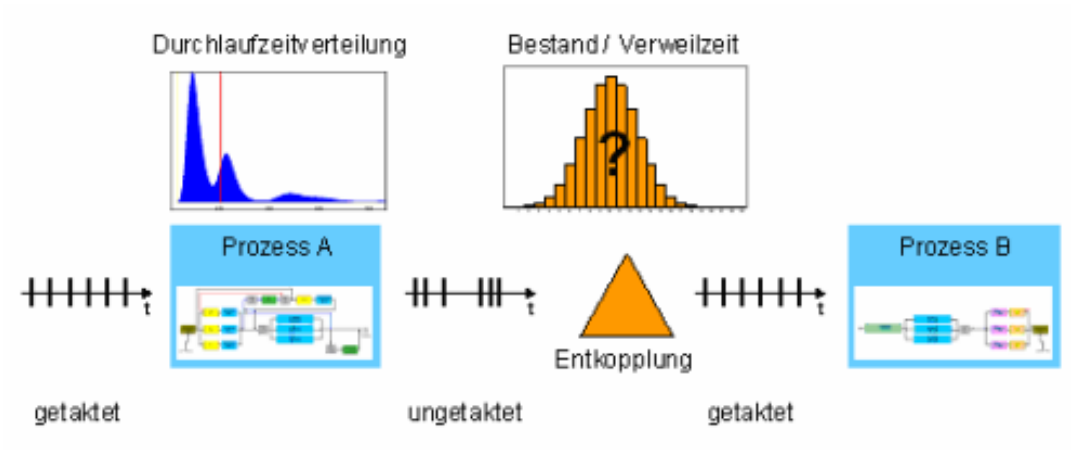 Durchlaufzeitverteilung
Bestand / Verweilzeit
?
Prozess A
Prozess B
t
t
t
Entkopplung
getaktet
ungetaktet
getaktet